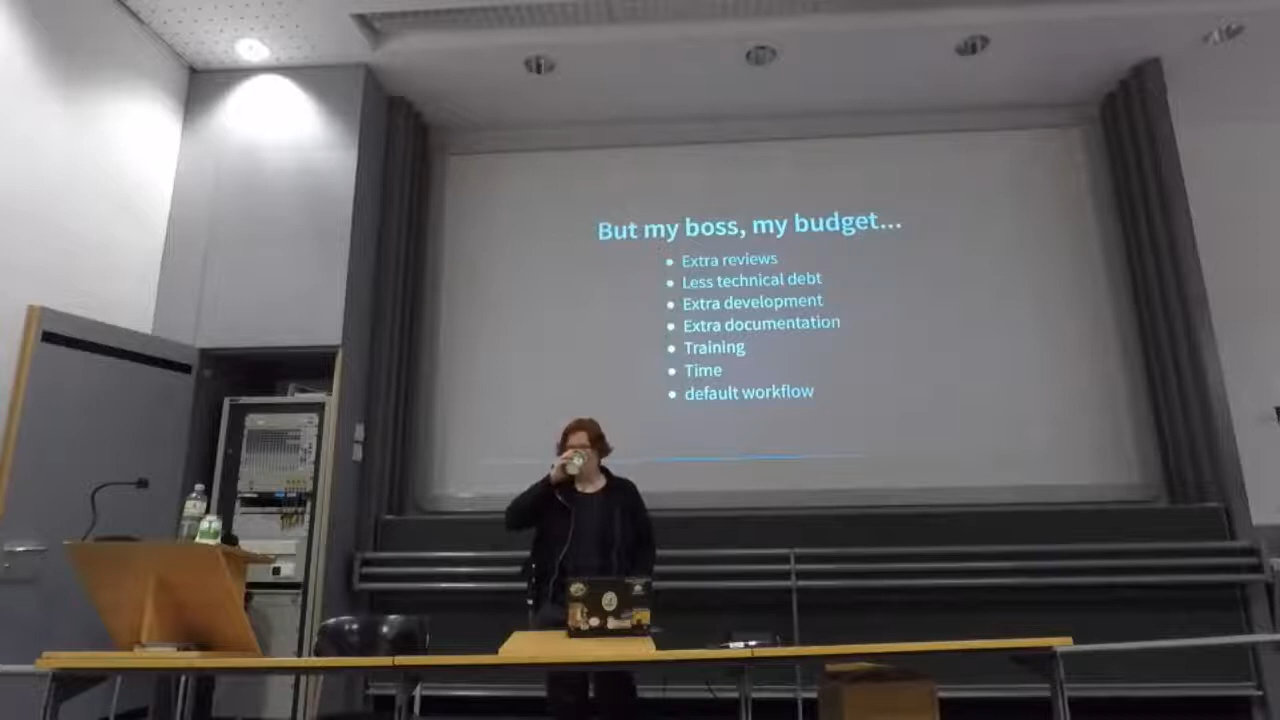 But my boss, my budget...
Extra reviews
Less technical debt
Extra development
Extra documentation
Training
Time
default workflow